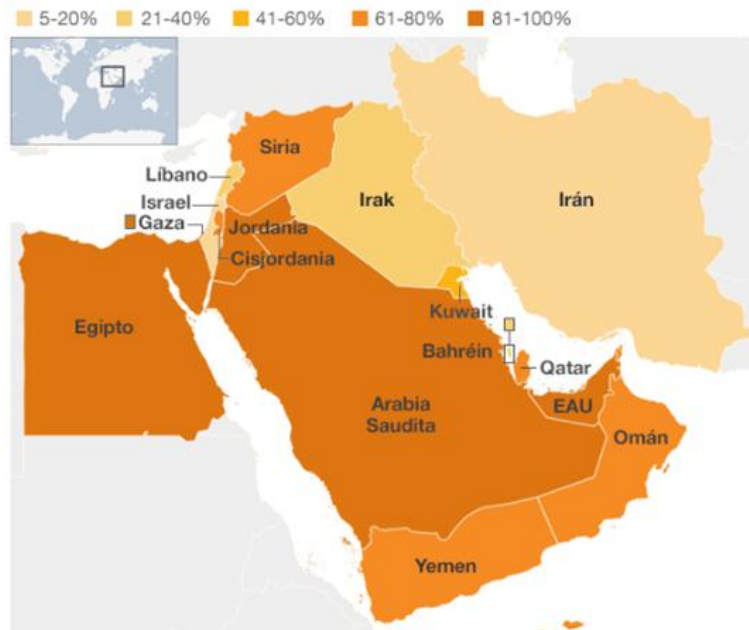 5-20% 21-40% 41-60% 61-80% 81-100%
Siria
Líbano
Israel
Irak
Irán
Gaza
Jordania
Cisjordania
Egipto
Kuwait
Bahréin
Qatar
EAU
Arabia
Saudita
Omán
Yemen